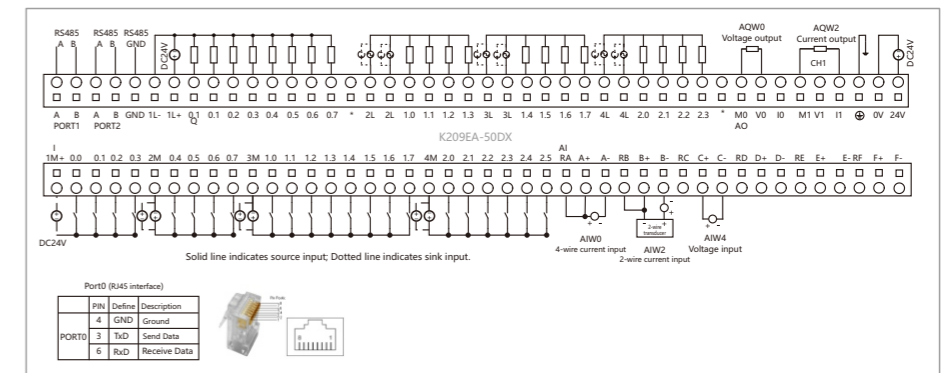 RS485 RS485 RS485
A B A B GND
DC24V
AQW0
Voltage output
AQW2
Current output
CH1
DC24V
A B A B GND 1L- 1L+ 0.1 0.1 0.2 0.3 0.4 0.5 0.6 0.7 * 2L 2L 1.0 1.1 1.2 1.3 3L 3L 1.4 1.5 1.6 1.7 4L 4L 2.0 2.1 2.2 2.3 * M0 V0 I0 M1 V1 I1 0V 24V
PORT1 PORT2 Q AO
K209EA-50DX
I AI
1M+ 0.0 0.1 0.2 0.3 2M 0.4 0.5 0.6 0.7 3M 1.0 1.1 1.2 1.3 1.4 1.5 1.6 1.7 4M 2.0 2.1 2.2 2.3 2.4 2.5 RA A+ A- RB B+ B- RC C+ C- RD D+ D- RE E+ E- RF F+ F-
DC24V
2-wire
transducer
AIW0
4-wire current input
AIW2
2-wire current input
AIW4
Voltage input
Solid line indicates source input; Dotted line indicates sink input.
Port0 (RJ45 interface)
PIN Define Description
4 GND Ground
PORT0 3 TxD Send Data
6 RxD Receive Data
8 1